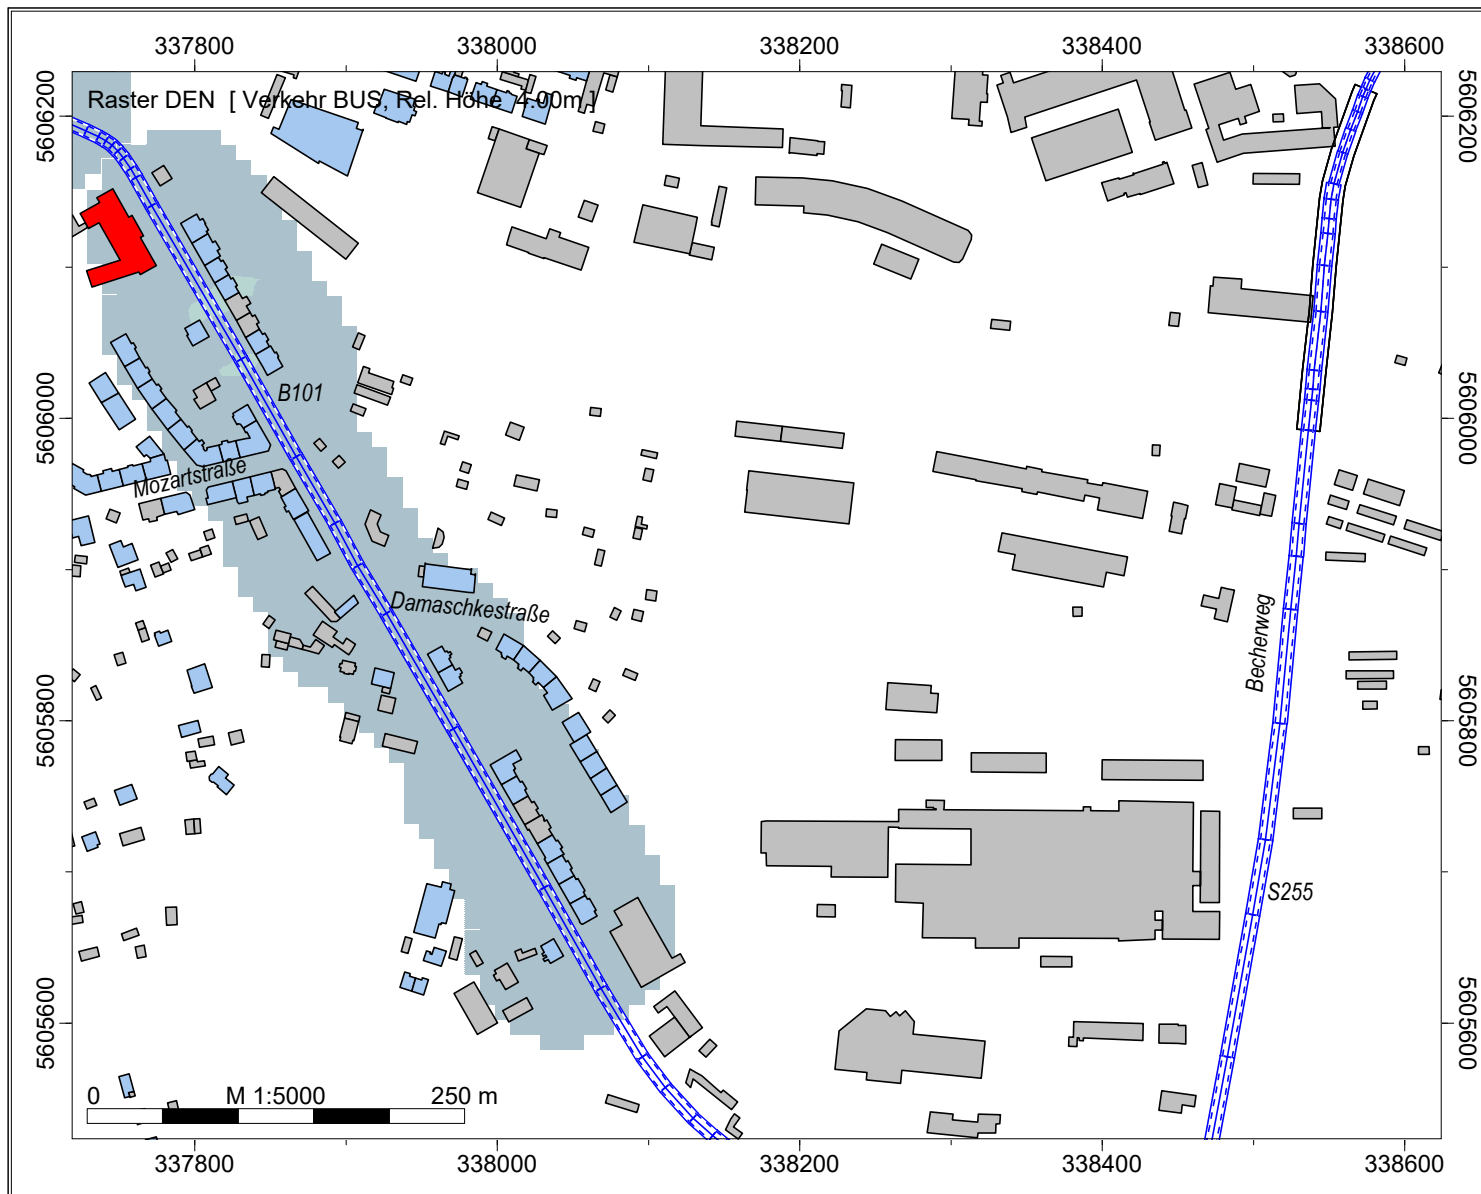 337800 338000 338200 338400 338600
Raster DEN [ Verkehr BUS, Rel. Höhe 4.00m ]
5606200 5606200
B101
5606000 5606000
Mozartstraße
Damaschkestraße
Becherweg
5605800 5605800
S255
5605600 5605600
0 M 1:5000 250 m
337800 338000 338200 338400 338600